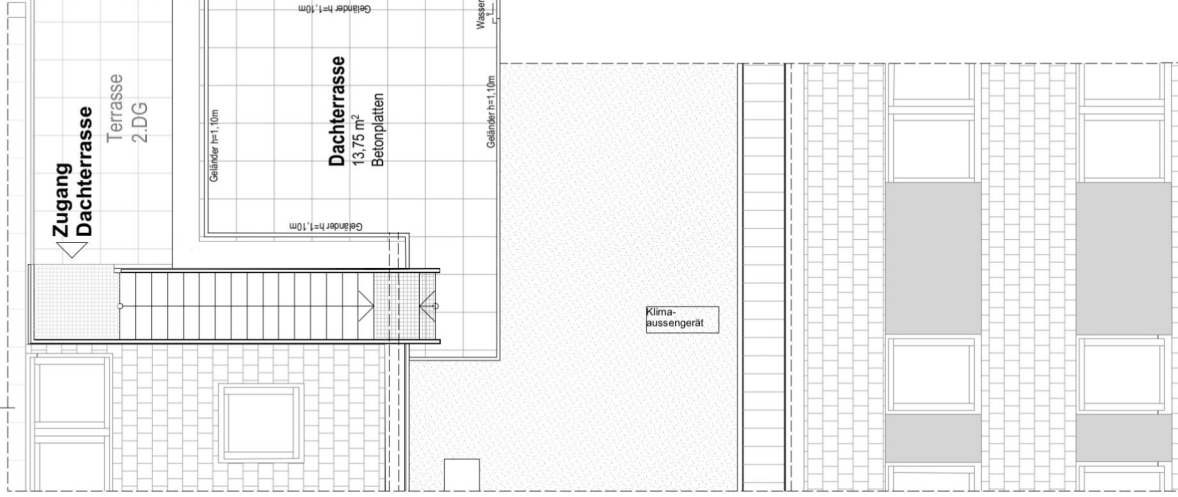 Geländer h=1,10m
Wasser
Zugang
Dachterrasse
Terrasse
2.DG
Geländer h=1,10m
Dachterrasse
13,75 m²
Betonplatten
Geländer h=1,10m
Geländer h=1,10m
Klima-
aussengerät